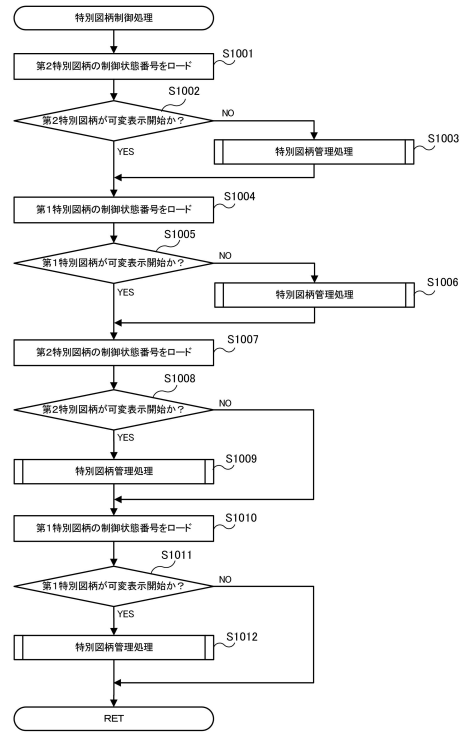 特別図柄制御処理
S1001
第2特別図柄の制御状態番号をロード
S1002
第2特別図柄が可変表示開始か？
NO
YES
S1003
特別図柄管理処理
S1004
第1特別図柄の制御状態番号をロード
S1005
第1特別図柄が可変表示開始か？
NO
YES
S1006
特別図柄管理処理
S1007
第2特別図柄の制御状態番号をロード
S1008
第2特別図柄が可変表示開始か？
NO
YES
S1009
特別図柄管理処理
S1010
第1特別図柄の制御状態番号をロード
S1011
第1特別図柄が可変表示開始か？
NO
YES
S1012
特別図柄管理処理
RET